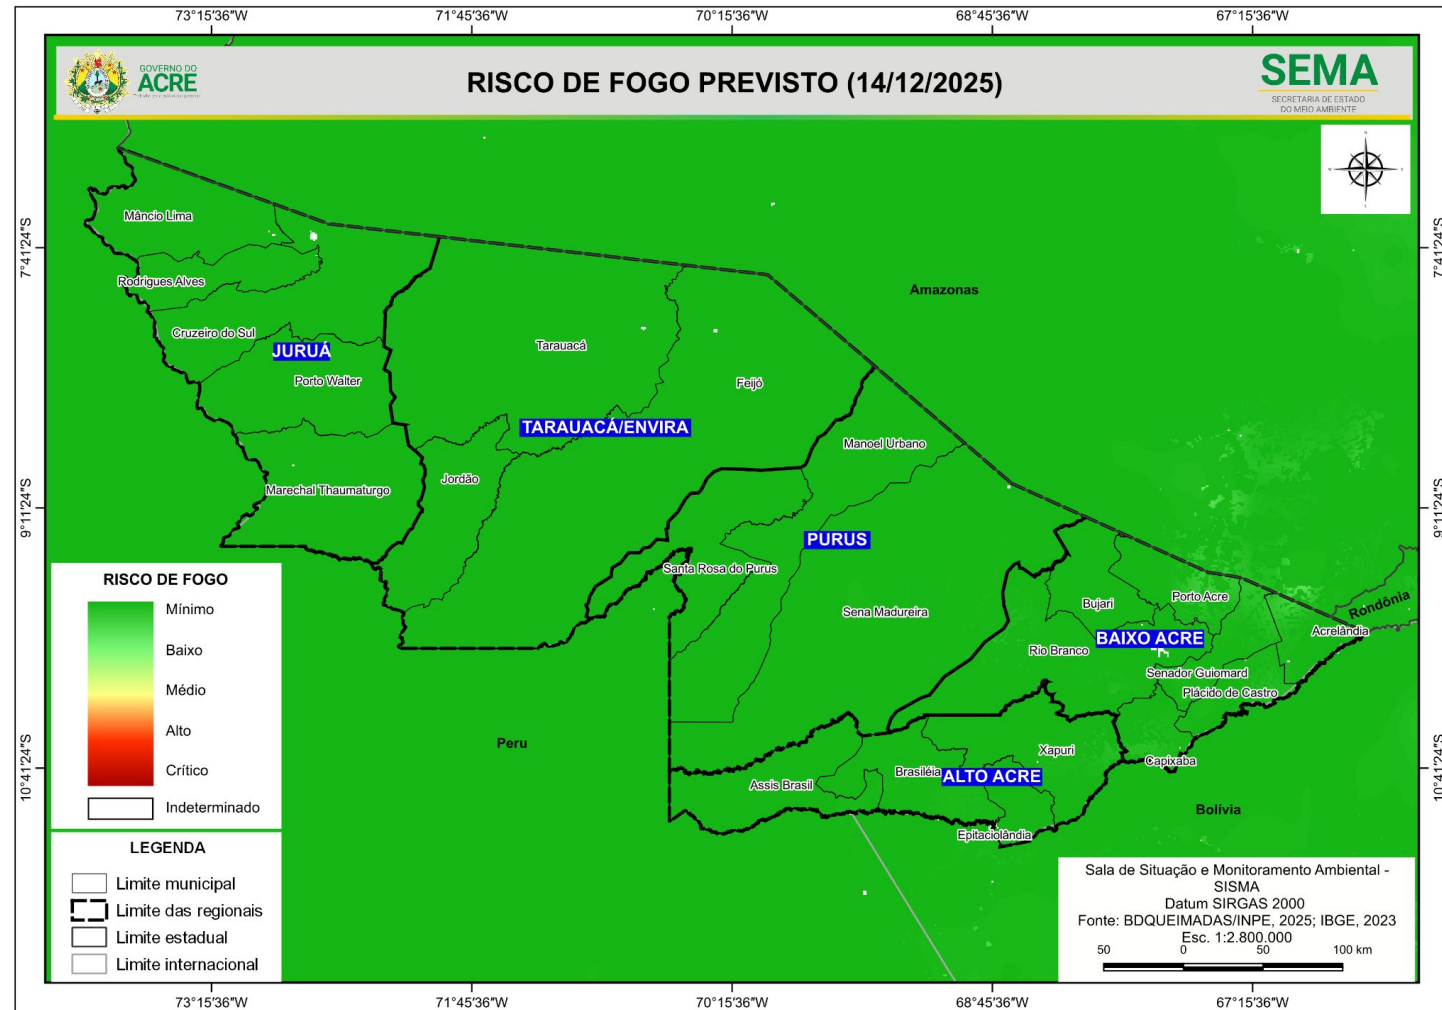 73°15'36"W 71°45'36"W 70°15'36"W 68°45'36"W 67°15'36"W
GOVERNO DO
ACRE
RISCO DE FOGO PREVISTO (14/12/2025)
SEMA
SECRETARIA DE ESTADO
DO MEIO AMBIENTE
7°41'24"S
7°41'24"S
9°11'24"S
9°11'24"S
10°41'24"S
10°41'24"S
Mâncio Lima
Rodrigues Alves
Cruzeiro do Sul
JURUÁ
Porto Walter
Marechal Thaumaturgo
Tarauacá
Feijó
TARAUACÁ/ENVIRA
Jordão
Amazonas
Manoel Urbano
PURUS
Santa Rosa do Purus
Sena Madureira
Bujari
Porto Acre
Rondônia
Acrelândia
BAIXO ACRE
Rio Branco
Senador Guiomard
Plácido de Castro
Peru
Xapuri
Capixaba
Brasiléia
ALTO ACRE
Assis Brasil
Epitaciolândia
Bolívia
RISCO DE FOGO
Mínimo
Baixo
Médio
Alto
Crítico
Indeterminado
LEGENDA
Limite municipal
Limite das regionais
Limite estadual
Limite internacional
Sala de Situação e Monitoramento Ambiental -
SISMA
Datum SIRGAS 2000
Fonte: BDQUEIMADAS/INPE, 2025; IBGE, 2023
Esc. 1:2.800.000
50 0 50 100 km
73°15'36"W 71°45'36"W 70°15'36"W 68°45'36"W 67°15'36"W